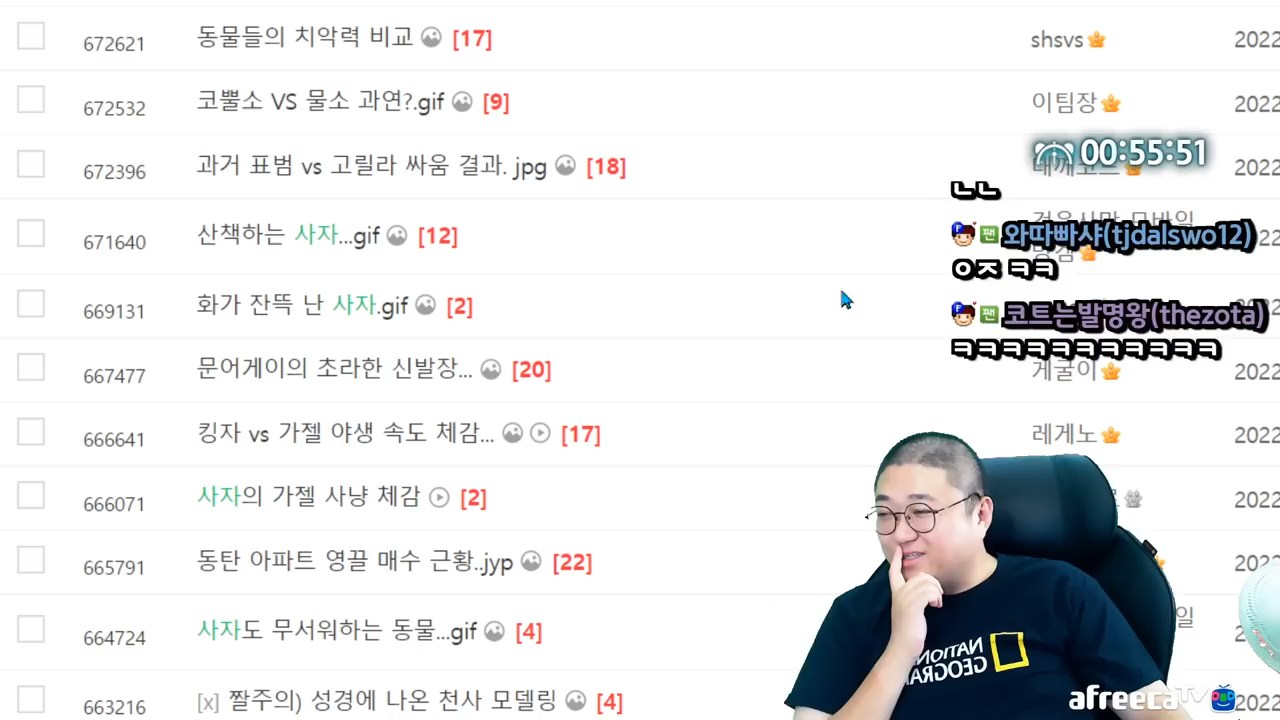 672621 동물들의 치악력 비교 [17] shsvs 2022
672532 코뿔소 VS 물소 과연?.gif [9] 이팀장 2022
00:55:51
672396 과거 표범 vs 고릴라 싸움 결과. jpg [18] 2022
ㄴㄴ
671640 산책하는 사자...gif [12]
와따빠샤(tjdalswo12)
ㅇㅈ ㅋㅋ
669131 화가 잔뜩 난 사자.gif [2]
팬 코트는발명왕(thezota)
ㅋㅋㅋㅋㅋㅋㅋㅋㅋㅋㅋ
667477 문어게이의 초라한 신발장... [20] 게굴이 2022
666641 킹자 vs 가젤 야생 속도 체감... [17] 레게노 2022
666071 사자의 가젤 사냥 체감 [2] 2022
665791 동탄 아파트 영끌 매수 근황..jyp [22] 2022
664724 사자도 무서워하는 동물...gif [4]
663216 [x] 짤주의) 성경에 나온 천사 모델링 [4] 2022
NATIONAL
GEOGRAP
afreecaTV